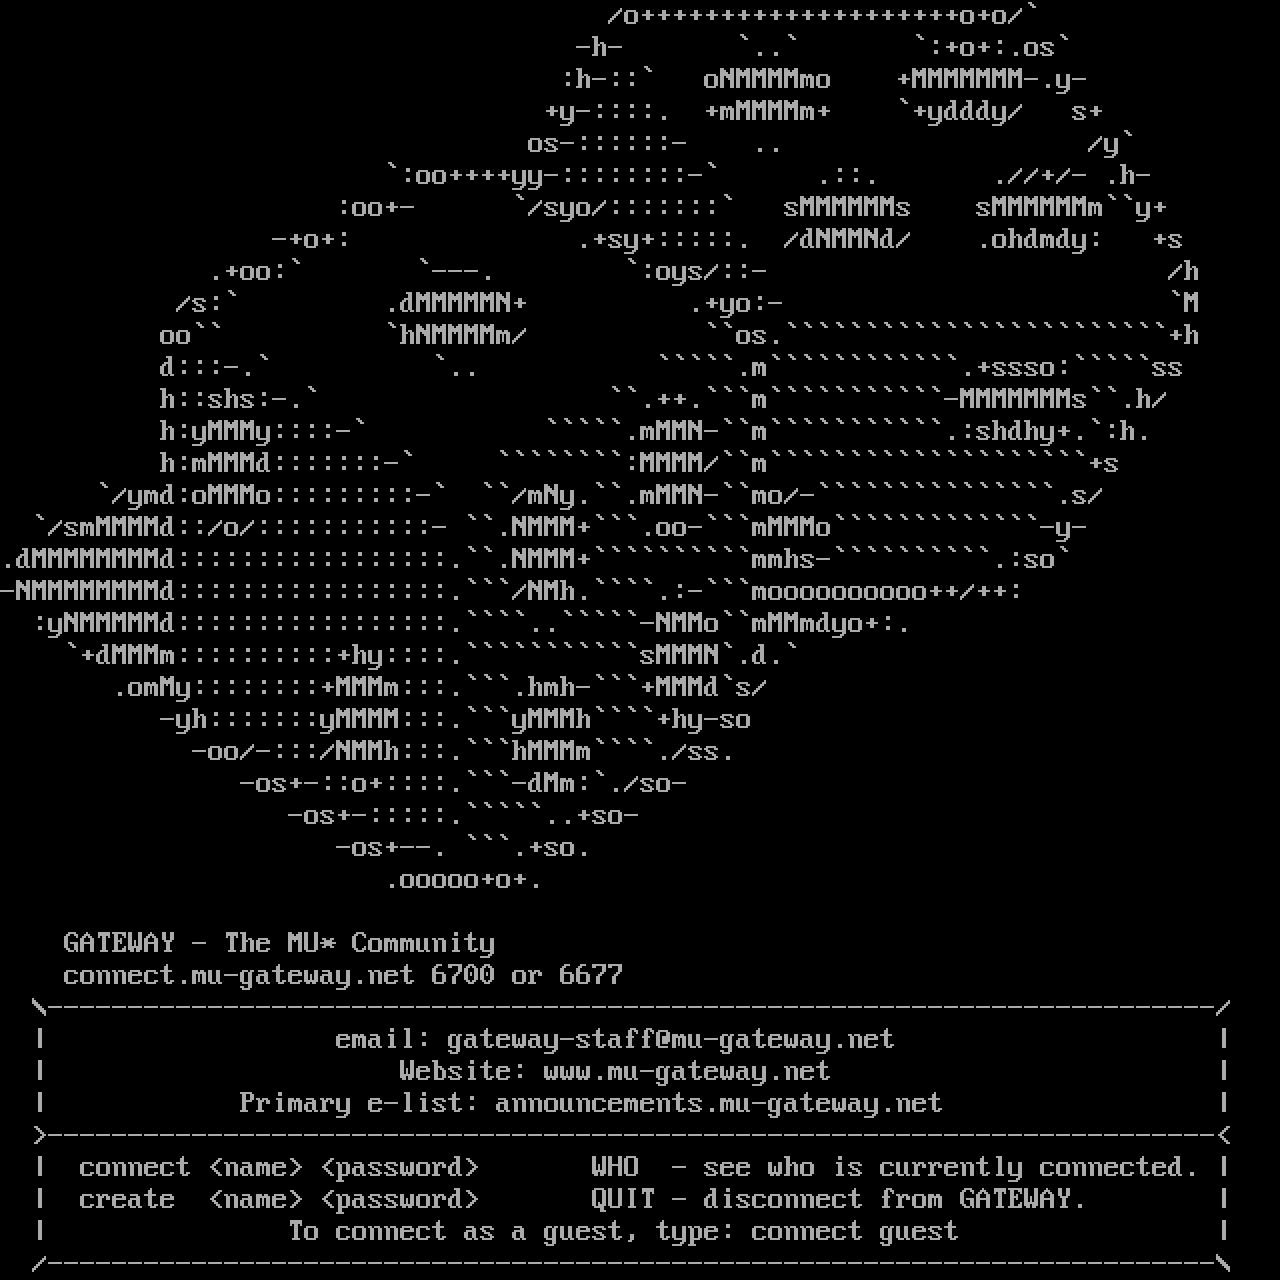 GATEWAY - The MU* Community
connect.mu-gateway.net 6700 or 6677
email: gateway-staff@mu-gateway.net
Website: www.mu-gateway.net
Primary e-list: announcements.mu-gateway.net
connect <name> <password> WHO - see who is currently connected.
create <name> <password> QUIT - disconnect from GATEWAY.
To connect as a guest, type: connect guest